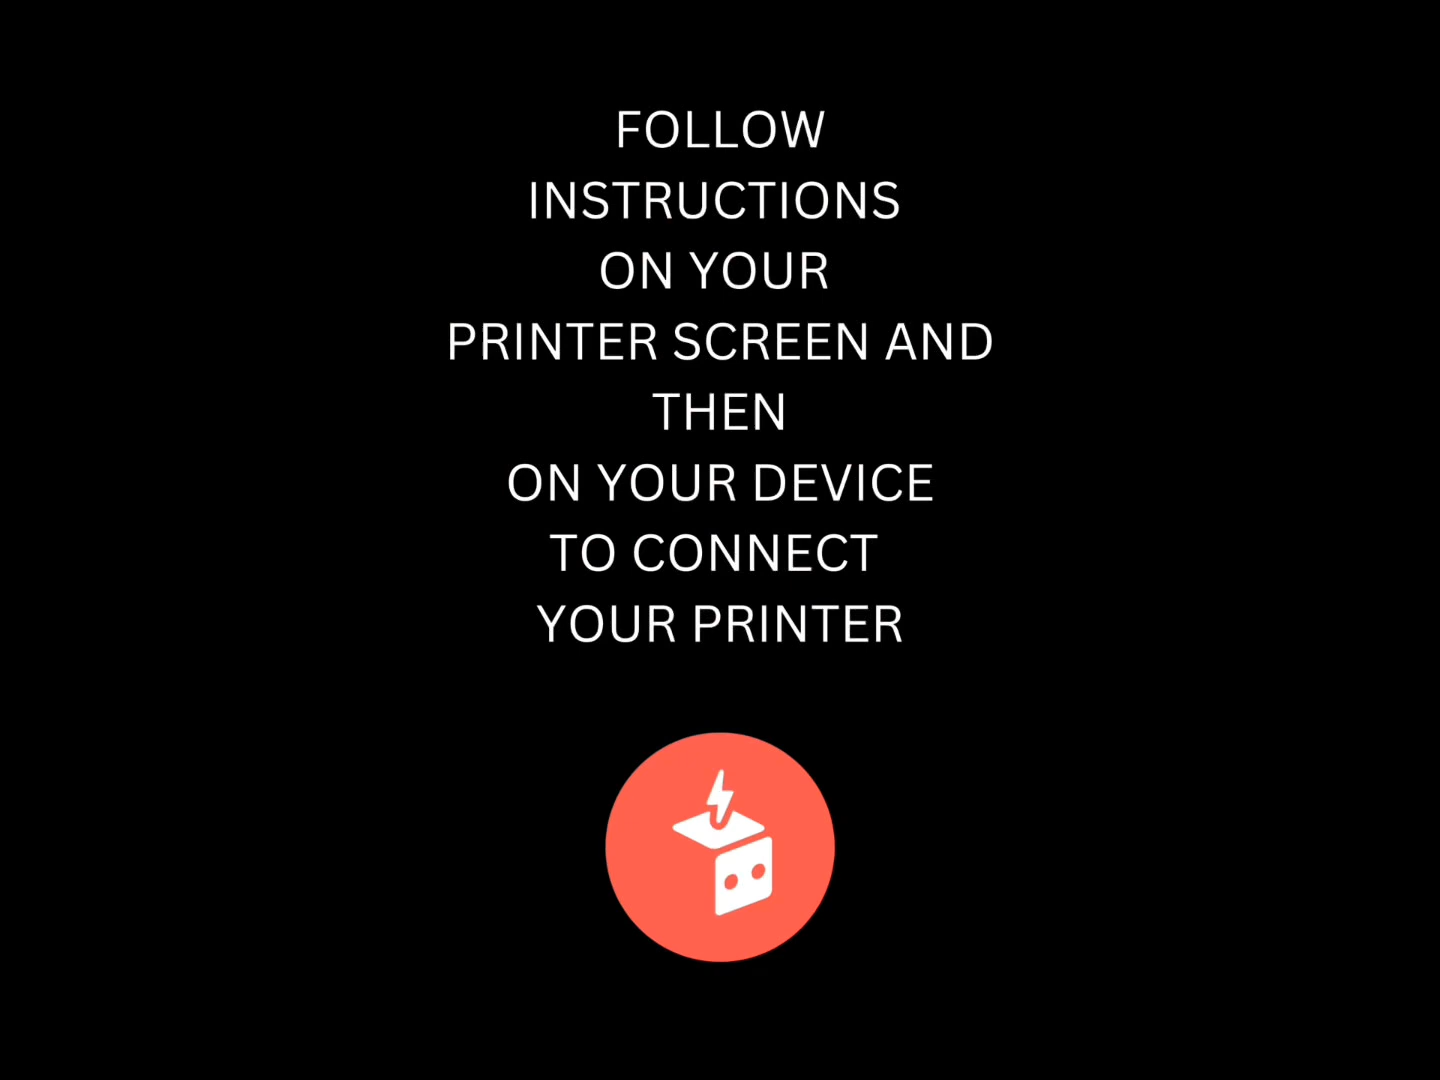 FOLLOW
INSTRUCTIONS
ON YOUR
PRINTER SCREEN AND
THEN
ON YOUR DEVICE
TO CONNECT
YOUR PRINTER